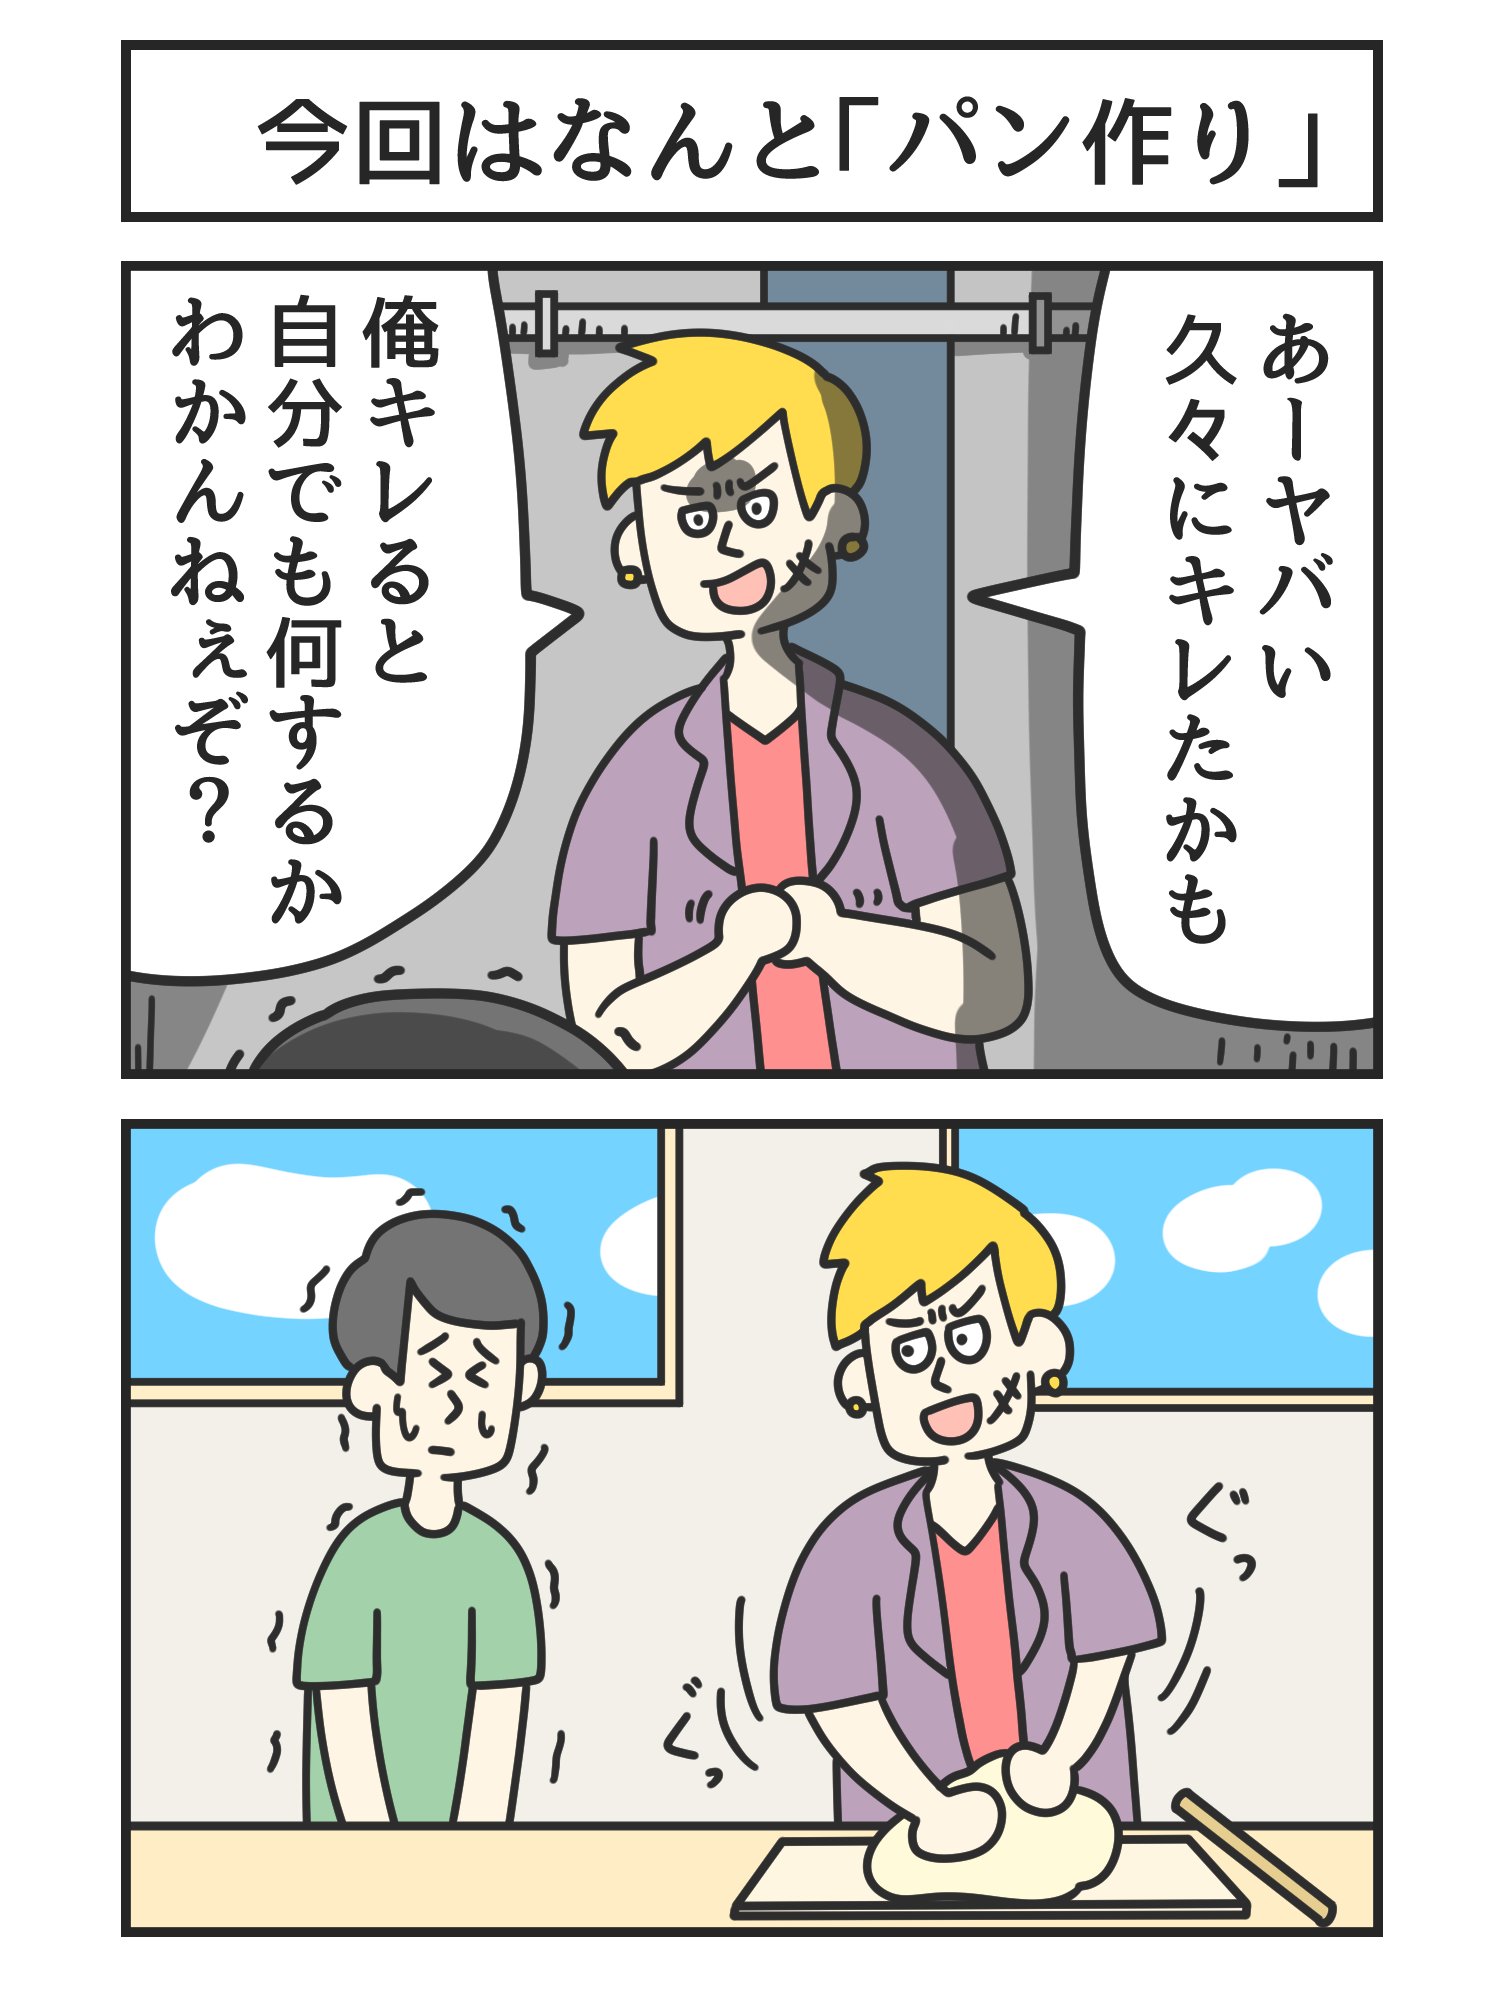 今回はなんと「パン作り」
あーヤバい
久々にキレたかも
俺キレると
自分でも何するか
わかんねぇぞ？
ぐっ
ぐっ